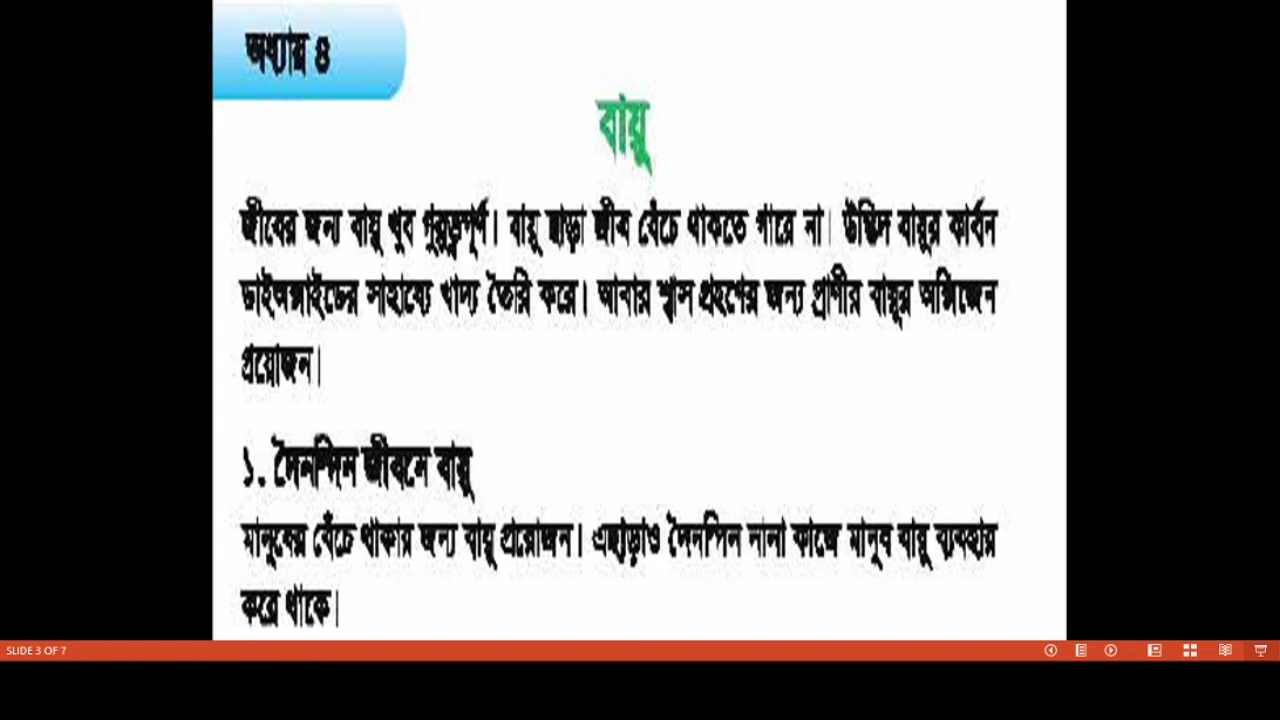 অধ্যায় ৪
বায়ু
জীবের জন্য বায়ু খুব গুরুত্বপূর্ণ। বায়ু ছাড়া জীব বেঁচে থাকতে পারে না। উদ্ভিদ বায়ুর কার্বন
ডাইঅক্সাইডের সাহায্যে খাদ্য তৈরি করে। আবার শ্বাস গ্রহণের জন্য প্রাণীর বায়ুর অক্সিজেন
প্রয়োজন।
১. দৈনন্দিন জীবনে বায়ু
মানুষের বেঁচে থাকার জন্য বায়ু প্রয়োজন। এছাড়াও দৈনন্দিন নানা কাজে মানুষ বায়ু ব্যবহার
করে থাকে।
SLIDE 3 OF 7